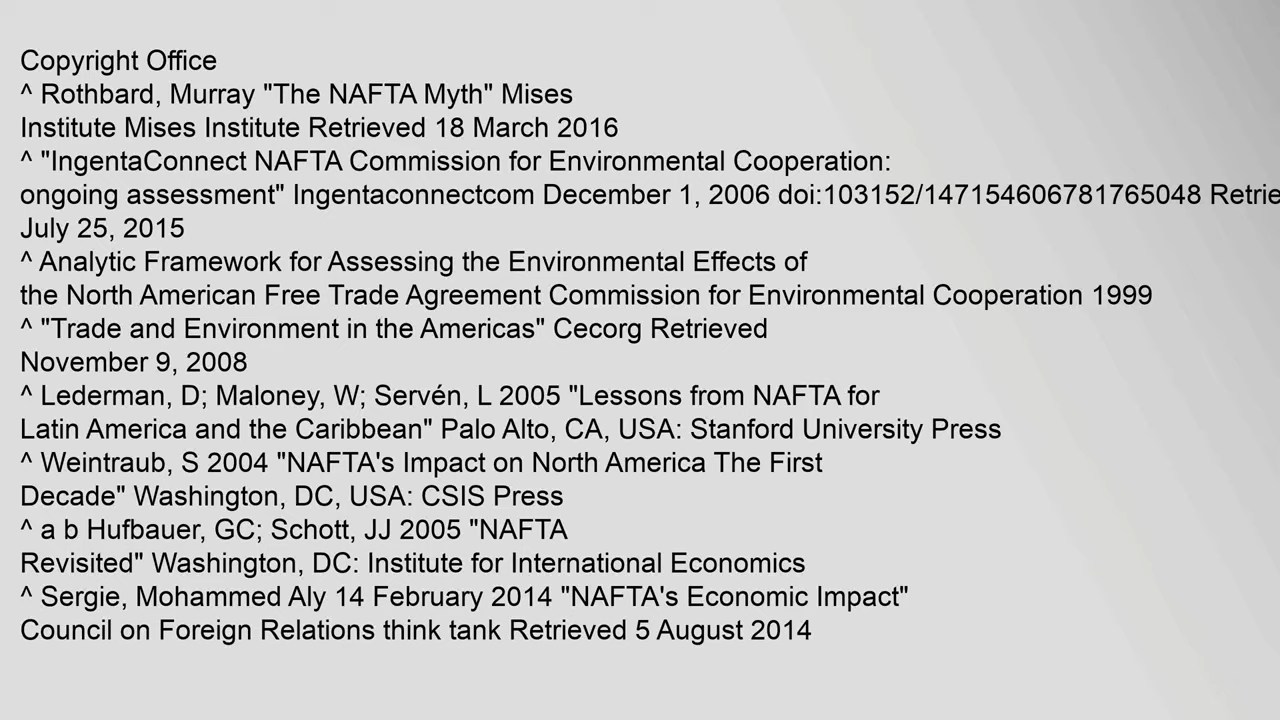 Copyright Office
^ Rothbard, Murray "The NAFTA Myth" Mises
Institute Mises Institute Retrieved 18 March 2016
^ "IngentaConnect NAFTA Commission for Environmental Cooperation:
ongoing assessment" Ingentaconnectcom December 1, 2006 doi:103152/147154606781765048 Retrie
July 25, 2015
^ Analytic Framework for Assessing the Environmental Effects of
the North American Free Trade Agreement Commission for Environmental Cooperation 1999
^ "Trade and Environment in the Americas" Cecorg Retrieved
November 9, 2008
^ Lederman, D; Maloney, W; Servén, L 2005 "Lessons from NAFTA for
Latin America and the Caribbean" Palo Alto, CA, USA: Stanford University Press
^ Weintraub, S 2004 "NAFTA's Impact on North America The First
Decade" Washington, DC, USA: CSIS Press
^ a b Hufbauer, GC; Schott, JJ 2005 "NAFTA
Revisited" Washington, DC: Institute for International Economics
^ Sergie, Mohammed Aly 14 February 2014 "NAFTA's Economic Impact"
Council on Foreign Relations think tank Retrieved 5 August 2014